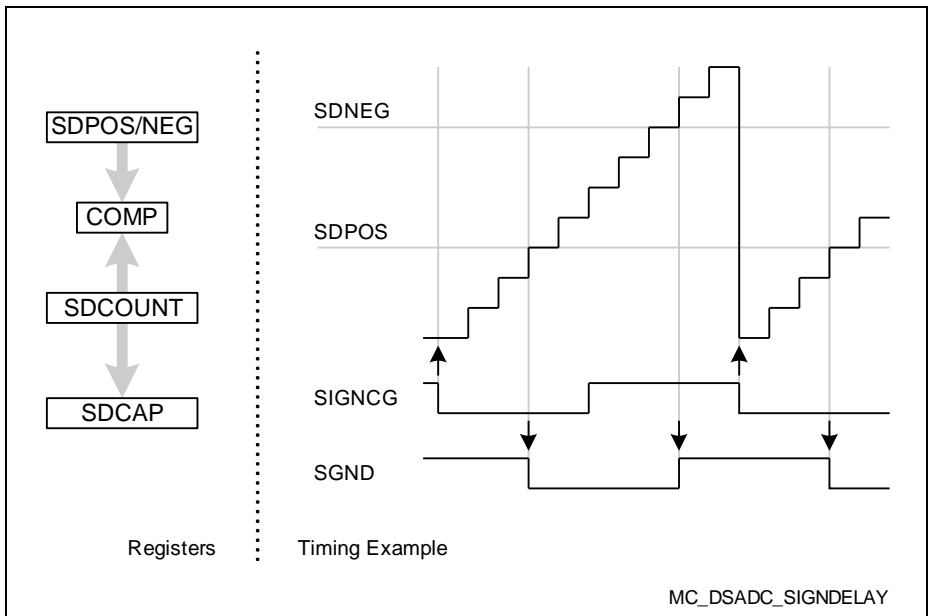 SDPOS/NEG
COMP
SDCOUNT
SDCAP
Registers
SDNEG
SDPOS
SIGNCG
SGND
Timing Example
MC_DSADC_SIGNDELAY